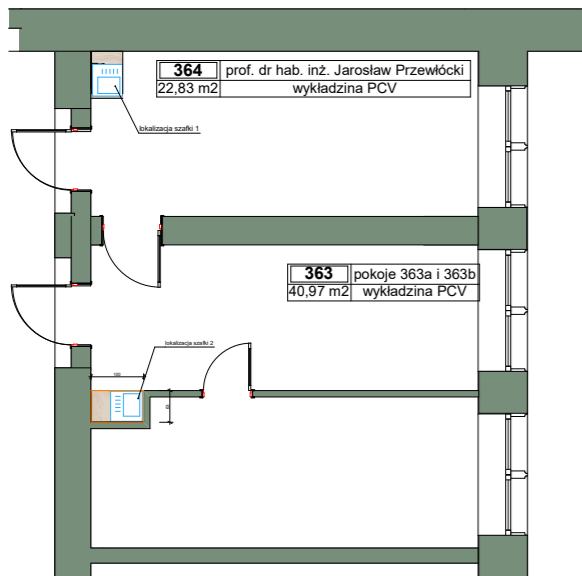 364 prof. dr hab. inż. Jarosław Przewłócki
22,83 m2 wykładzina PCV
lokalizacja szafki 1
363 pokoje 363a i 363b
40,97 m2 wykładzina PCV
lokalizacja szafki 2
100